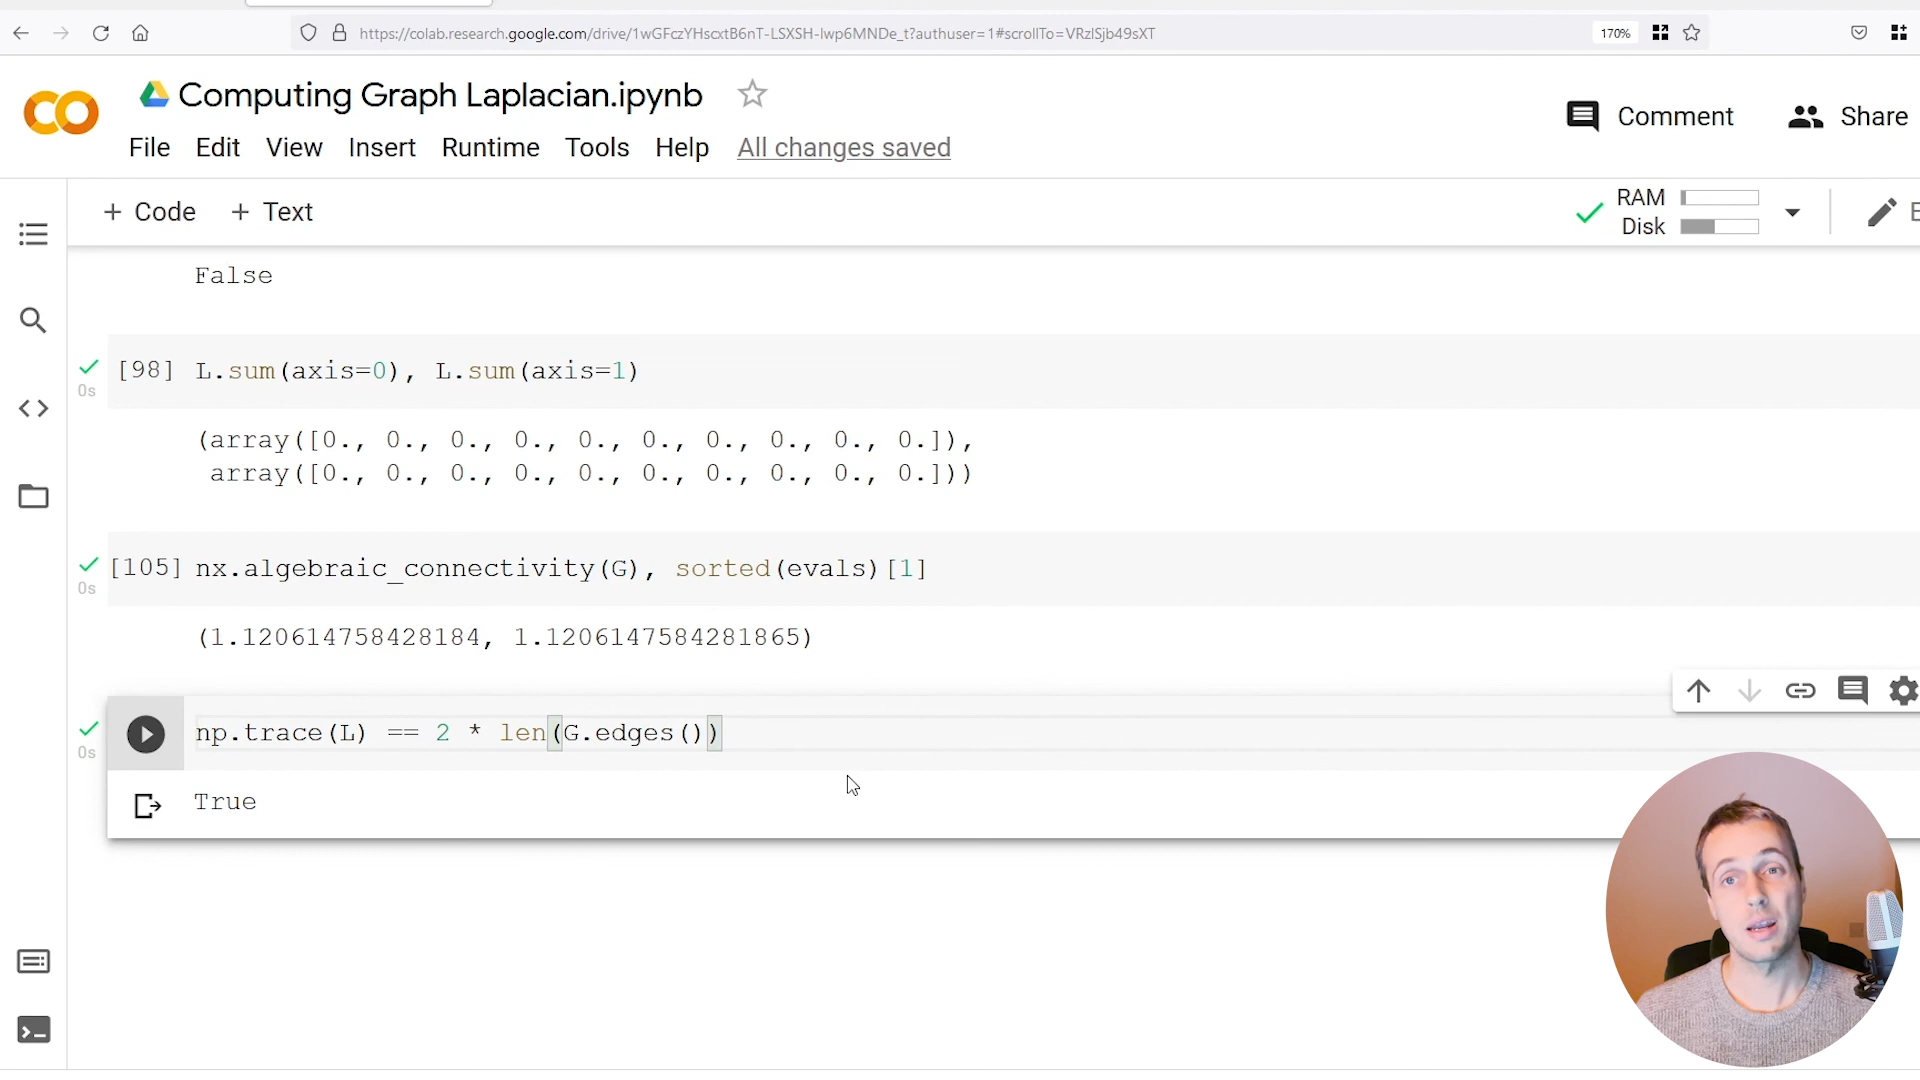 https://colab.research.google.com/drive/1wGFczYHscxtB6nT-LSXSH-lwp6MNDe_t?authuser=1#scrollTo=VRzlSjb49sXT
170%
Computing Graph Laplacian.ipynb
Comment
Share
File Edit View Insert Runtime Tools Help All changes saved
+ Code + Text
RAM
Disk
E
False
0s
[98] L.sum(axis=0), L.sum(axis=1)
(array([0., 0., 0., 0., 0., 0., 0., 0., 0., 0.]),
array([0., 0., 0., 0., 0., 0., 0., 0., 0., 0.]))
0s
[105] nx.algebraic_connectivity(G), sorted(evals)[1]
(1.120614758428184, 1.1206147584281865)
0s
np.trace(L) == 2 * len(G.edges())
True